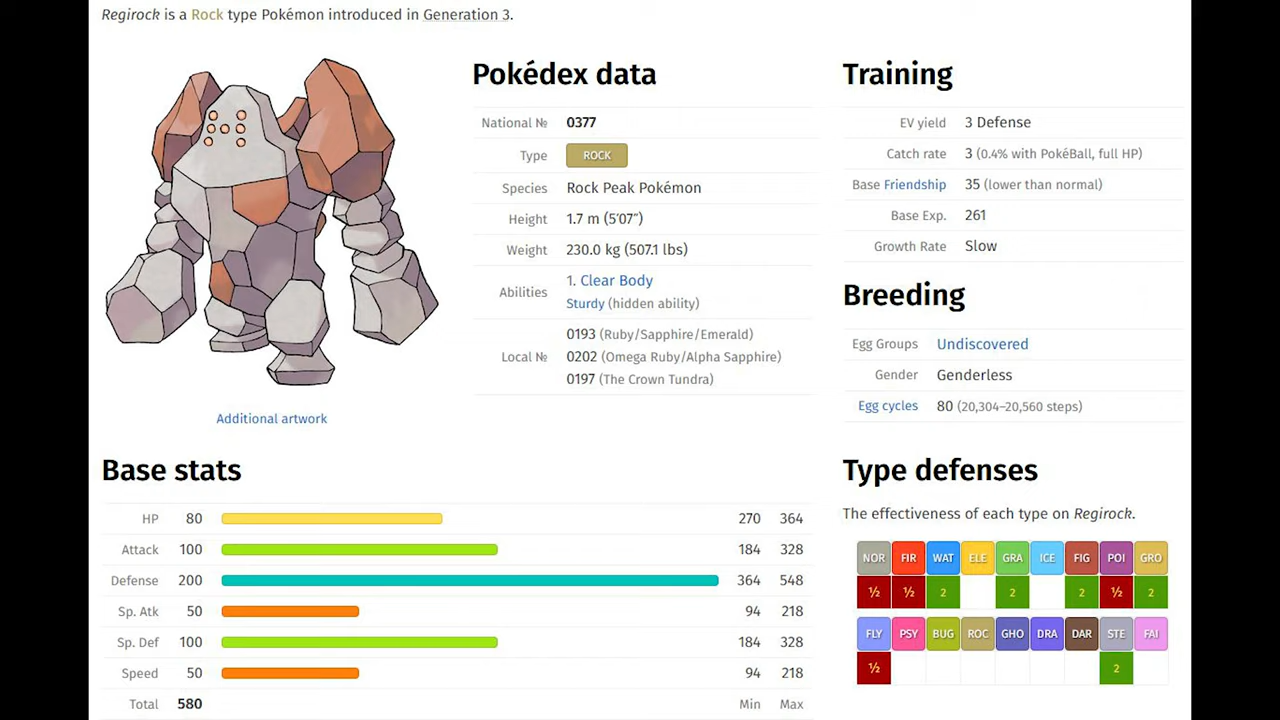 Regirock is a Rock type Pokémon introduced in Generation 3.
Additional artwork
Pokédex data
National № 0377
Type ROCK
Species Rock Peak Pokémon
Height 1.7 m (5′07″)
Weight 230.0 kg (507.1 lbs)
Abilities 1. Clear Body
Sturdy (hidden ability)
Local № 0193 (Ruby/Sapphire/Emerald)
0202 (Omega Ruby/Alpha Sapphire)
0197 (The Crown Tundra)
Training
EV yield 3 Defense
Catch rate 3 (0.4% with PokéBall, full HP)
Base Friendship 35 (lower than normal)
Base Exp. 261
Growth Rate Slow
Breeding
Egg Groups Undiscovered
Gender Genderless
Egg cycles 80 (20,304–20,560 steps)
Base stats
HP 80 270 364
Attack 100 184 328
Defense 200 364 548
Sp. Atk 50 94 218
Sp. Def 100 184 328
Speed 50 94 218
Total 580 Min Max
Type defenses
The effectiveness of each type on Regirock.
NOR FIR WAT ELE GRA ICE FIG POI GRO
½ ½ 2 2 2 ½ 2
FLY PSY BUG ROC GHO DRA DAR STE FAI
½ 2